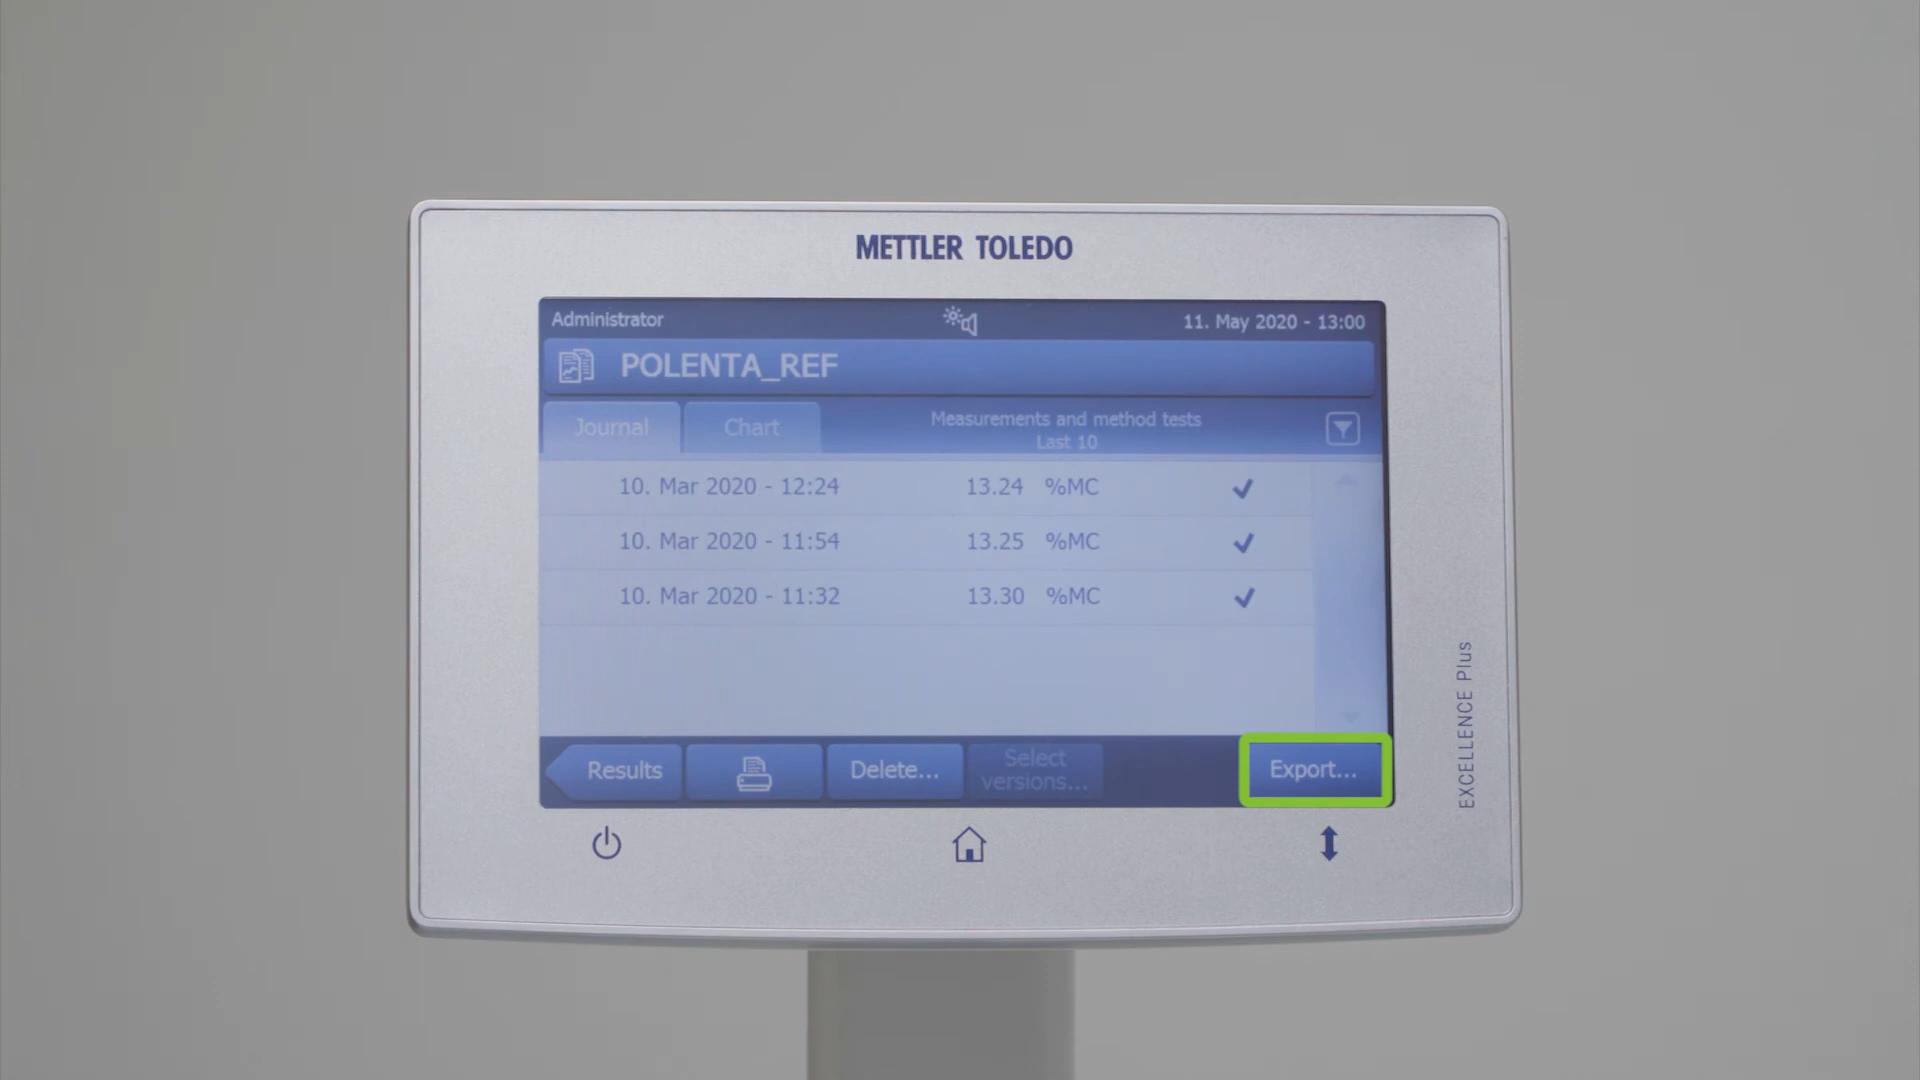 METTLER TOLEDO
Administrator 11. May 2020 - 13:00
POLENTA_REF
Journal Chart Measurements and method tests
Last 10
10. Mar 2020 - 12:24 13.24 %MC
10. Mar 2020 - 11:54 13.25 %MC
10. Mar 2020 - 11:32 13.30 %MC
Results Delete... Select versions... Export...
EXCELLENCE Plus